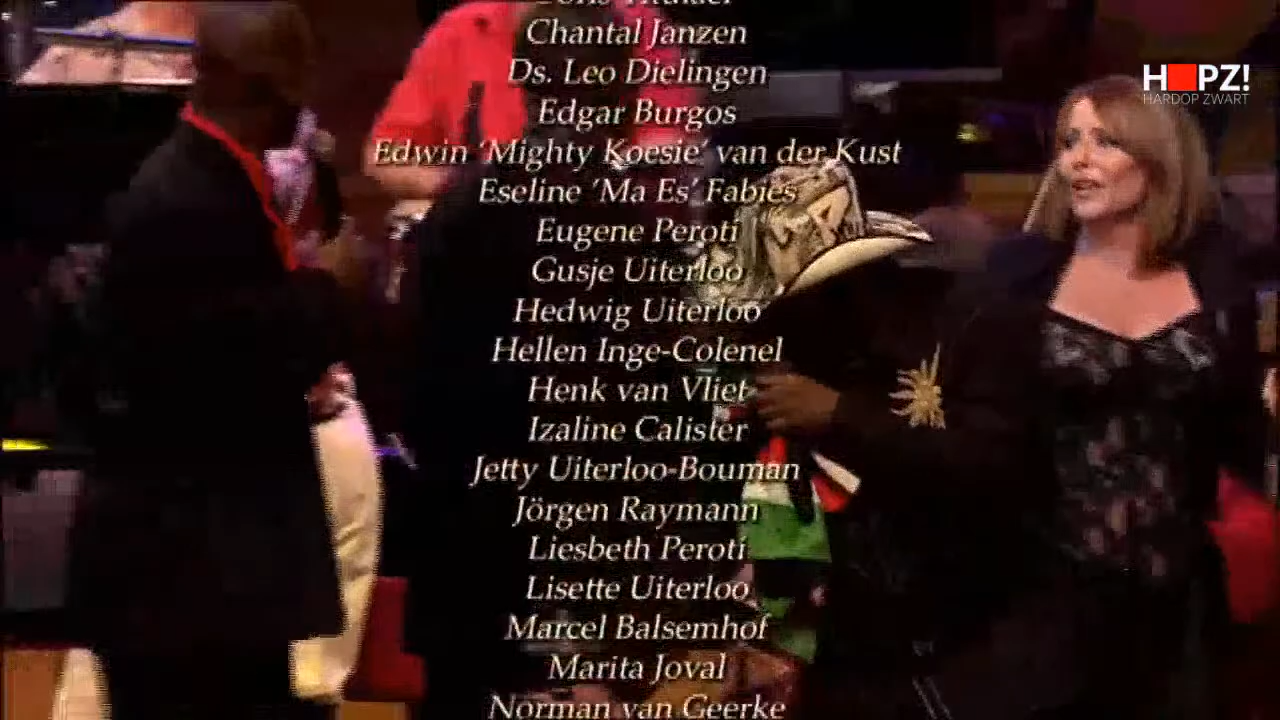 Chantal Janzen
Ds. Leo Dielingen
Edgar Burgos
Edwin 'Mighty Koesie' van der Kust
Eseline 'Ma Es' Fabies
Eugene Peroti
Gusje Uiterloo
Hedwig Uiterloo
Hellen Inge-Colenel
Henk van Vliet
Izaline Calister
Jetty Uiterloo-Bouman
Jörgen Raymann
Liesbeth Peroti
Lisette Uiterloo
Marcel Balsemhof
Marita Joval
Norman van Geerke
H PZ!
HARDOP ZWART